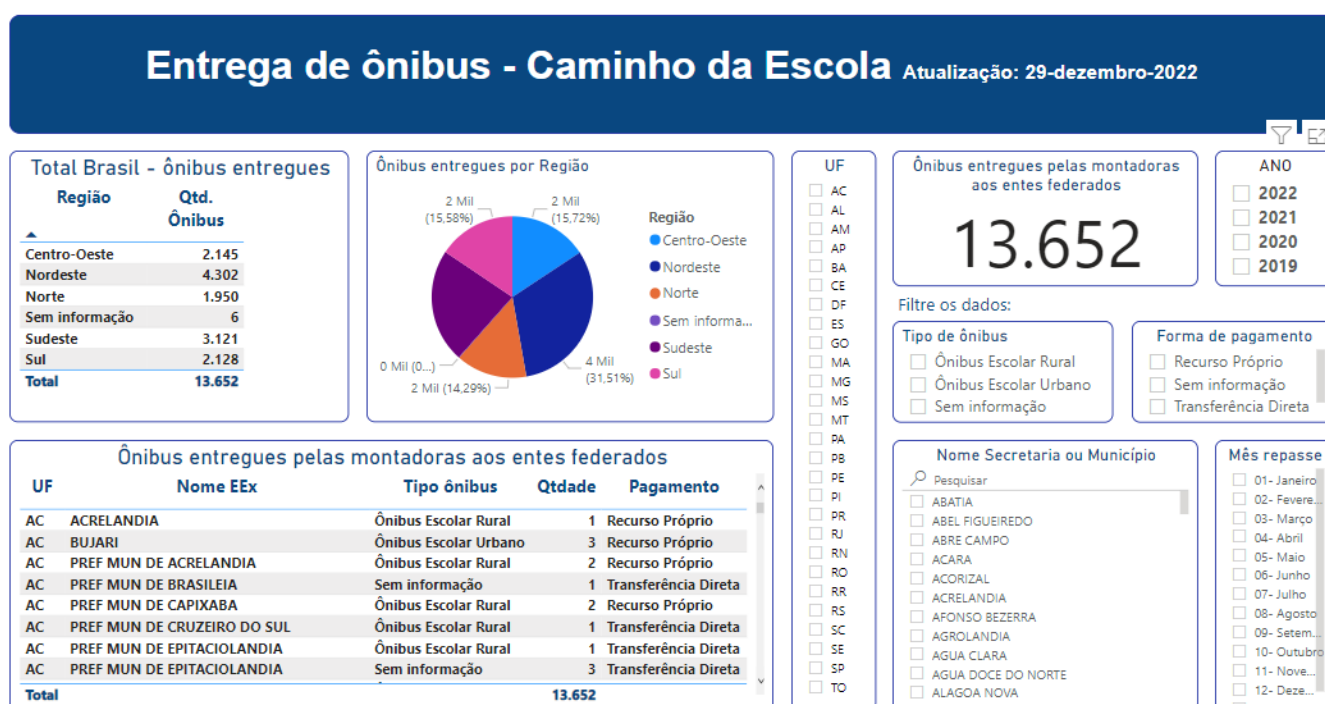 Entrega de ônibus - Caminho da Escola Atualização: 29-dezembro-2022
Total Brasil - ônibus entregues
Região Qtd. Ônibus
Centro-Oeste 2.145
Nordeste 4.302
Norte 1.950
Sem informação 6
Sudeste 3.121
Sul 2.128
Total 13.652
Ônibus entregues por Região
2 Mil (15,58%)
2 Mil (15,72%)
0 Mil (0...)
2 Mil (14,29%)
4 Mil (31,51%)
Região
Centro-Oeste
Nordeste
Norte
Sem informa...
Sudeste
Sul
UF
AC
AL
AM
AP
BA
CE
DF
ES
GO
MA
MG
MS
MT
PA
PB
PE
PI
PR
RJ
RN
RO
RR
RS
SC
SE
SP
TO
Ônibus entregues pelas montadoras
aos entes federados
13.652
ANO
2022
2021
2020
2019
Filtre os dados:
Tipo de ônibus
Ônibus Escolar Rural
Ônibus Escolar Urbano
Sem informação
Forma de pagamento
Recurso Próprio
Sem informação
Transferência Direta
Ônibus entregues pelas montadoras aos entes federados
UF Nome EEx Tipo ônibus Qtdade Pagamento
AC ACRELANDIA Ônibus Escolar Rural 1 Recurso Próprio
AC BUJARI Ônibus Escolar Urbano 3 Recurso Próprio
AC PREF MUN DE ACRELANDIA Ônibus Escolar Rural 2 Recurso Próprio
AC PREF MUN DE BRASILEIA Sem informação 1 Transferência Direta
AC PREF MUN DE CAPIXABA Ônibus Escolar Rural 2 Recurso Próprio
AC PREF MUN DE CRUZEIRO DO SUL Ônibus Escolar Rural 1 Transferência Direta
AC PREF MUN DE EPITACIOLANDIA Ônibus Escolar Rural 1 Transferência Direta
AC PREF MUN DE EPITACIOLANDIA Sem informação 3 Transferência Direta
Total 13.652
Nome Secretaria ou Município
Pesquisar
ABATIA
ABEL FIGUEIREDO
ABRE CAMPO
ACARA
ACORIZAL
ACRELANDIA
AFONSO BEZERRA
AGROLANDIA
AGUA CLARA
AGUA DOCE DO NORTE
ALAGOA NOVA
Mês repasse
01- Janeiro
02- Fevere...
03- Março
04- Abril
05- Maio
06- Junho
07- Julho
08- Agosto
09- Setem...
10- Outubro
11- Nove...
12- Deze...